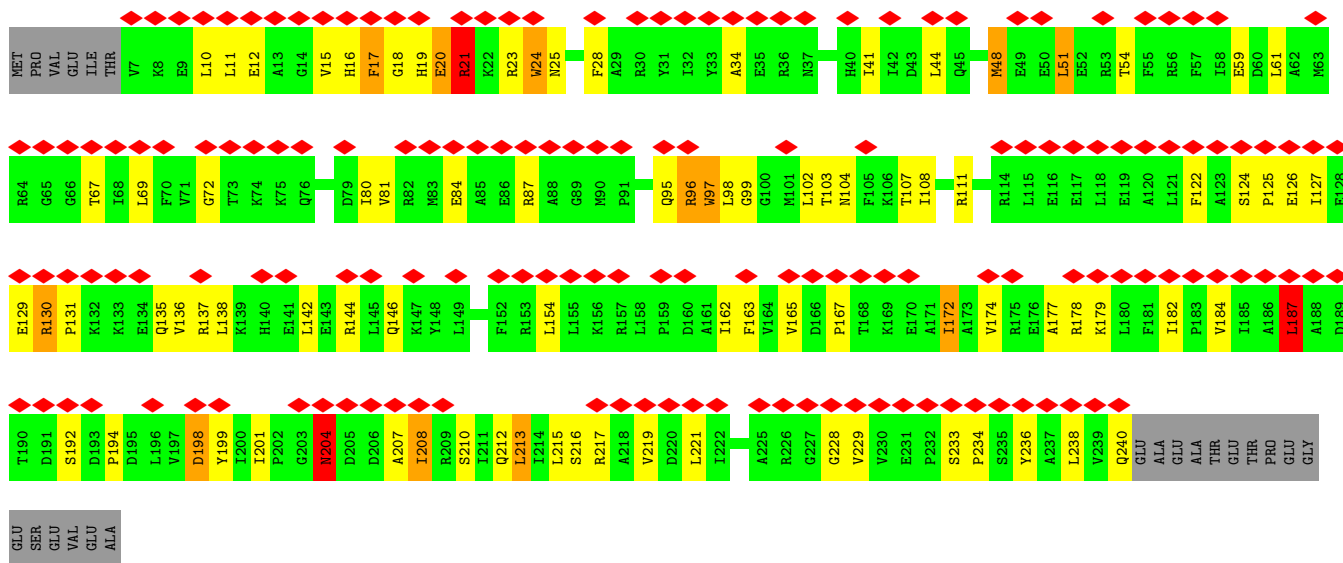 MET PRO VAL GLU ILE THR V7 K8 E9 L10 L11 E12 A13 G14 V15 H16 F17 G18 H19 E20 R21 K22 R23 W24 N25 F28 A29 R30 Y31 I32 Y33 A34 E35 R36 N37 H40 I41 I42 D43 L44 Q45 M48 E49 E50 L51 E52 R53 T54 F55 R56 F57 I58 E59 D60 L61 A62 M63
R64 G65 G66 T67 I68 L69 F70 V71 G72 T73 K74 K75 Q76 D79 I80 V81 R82 M83 E84 A85 E86 R87 A88 G89 M90 P91 Q95 R96 W97 L98 G99 G100 M101 L102 T103 N104 F105 K106 T107 I108 R111 R114 L115 E116 E117 L118 E119 A120 L121 F122 A123 S124 P125 E126 I127 E128
E129 R130 P131 K132 K133 E134 Q135 V136 R137 L138 K139 H140 E141 L142 E143 R144 L145 Q146 K147 Y148 L149 F152 R153 L154 L155 K156 R157 L158 P159 D160 A161 I162 F163 V164 V165 D166 P167 T168 K169 E170 A171 I172 A173 V174 R175 E176 A177 R178 K179 L180 F181 I182 P183 V184 I185 A186 L187 A188 D189
T190 D191 S192 D193 P194 D195 L196 V197 D198 Y199 I200 I201 P202 G203 N204 D205 D206 A207 I208 R209 S210 I211 Q212 L213 I214 L215 S216 R217 A218 V219 D220 L221 I222 A225 R226 G227 G228 V229 V230 E231 P232 S233 P234 S235 Y236 A237 L238 V239 Q240 GLU ALA GLU ALA THR GLU THR PRO GLU GLY
GLU SER GLU VAL GLU ALA